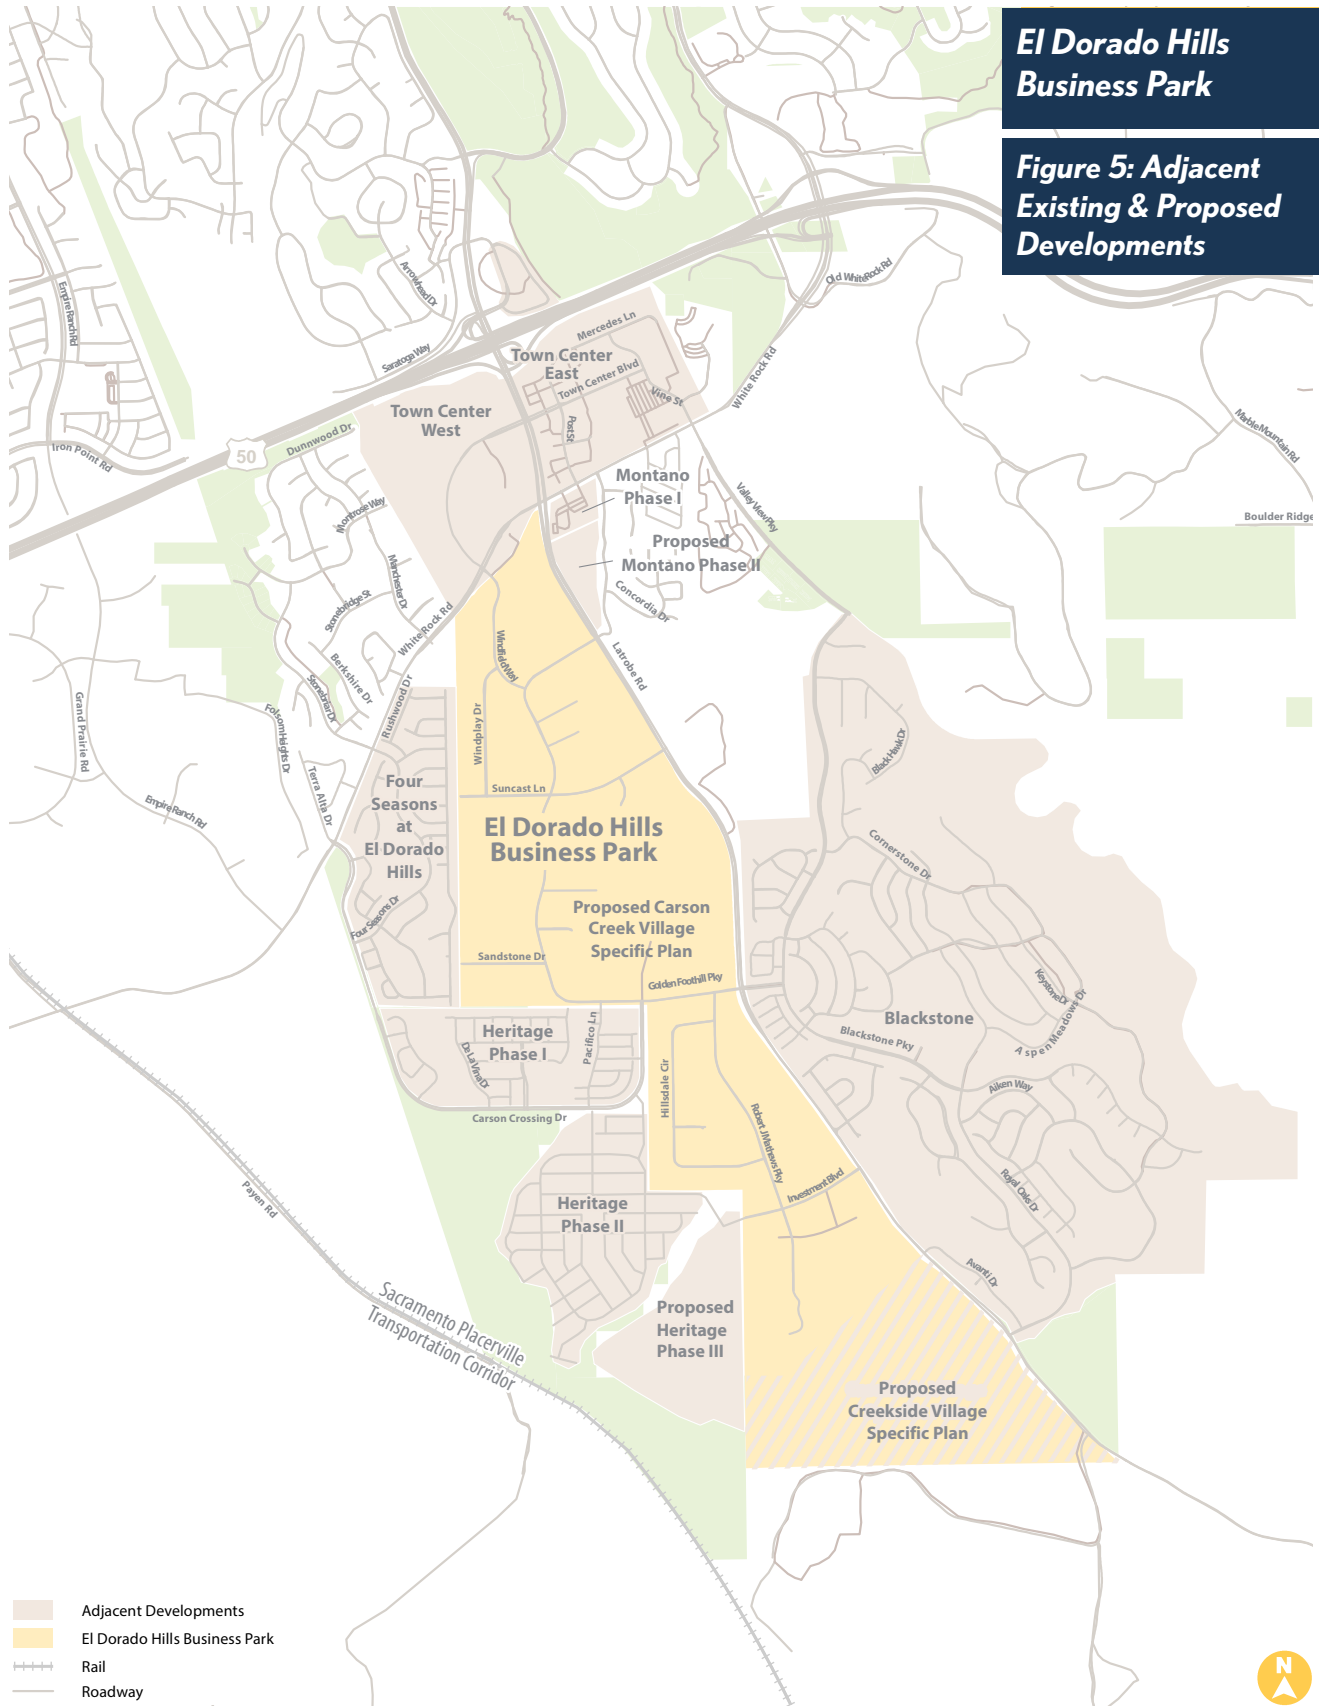 El Dorado Hills
Business Park
Figure 5: Adjacent
Existing & Proposed
Developments
Empire Ranch Rd
Arrowhead Dr
Saratoga Way
Old White Rock Rd
Mercedes Ln
Town Center
East
Town Center Blvd
Vine St
White Rock Rd
Post St
Town Center
West
Dunnwood Dr
50
Iron Point Rd
Marble Mountain Rd
Boulder Ridge
Montano
Phase I
Valley View Pky
Montrose Way
Proposed
Montano Phase II
Manchester Dr
Concordia Dr
Stonebridge St
White Rock Rd
Berkshire Dr
Stonebriar Dr
Windfield Way
Latrobe Rd
Rushwood Dr
Grand Prairie Rd
Folsom Heights Dr
Windplay Dr
Black Hawk Dr
Terra Alta Dr
Empire Ranch Rd
Four
Seasons
at
El Dorado
Hills
Suncast Ln
El Dorado Hills
Business Park
Cornerstone Dr
Four Seasons Dr
Proposed Carson
Creek Village
Specific Plan
Sandstone Dr
Golden Foothill Pky
Keystone Dr
Aspen Meadows Dr
Blackstone
Blackstone Pky
Heritage
Phase I
De La Vina Dr
Pacifico Ln
Hillsdale Cir
Aiken Way
Carson Crossing Dr
Robert J Mathews Pky
Investment Blvd
Royal Oaks Dr
Payen Rd
Heritage
Phase II
Avanti Dr
Sacramento Placerville
Transportation Corridor
Proposed
Heritage
Phase III
Proposed
Creekside Village
Specific Plan
Adjacent Developments
El Dorado Hills Business Park
Rail
Roadway
N